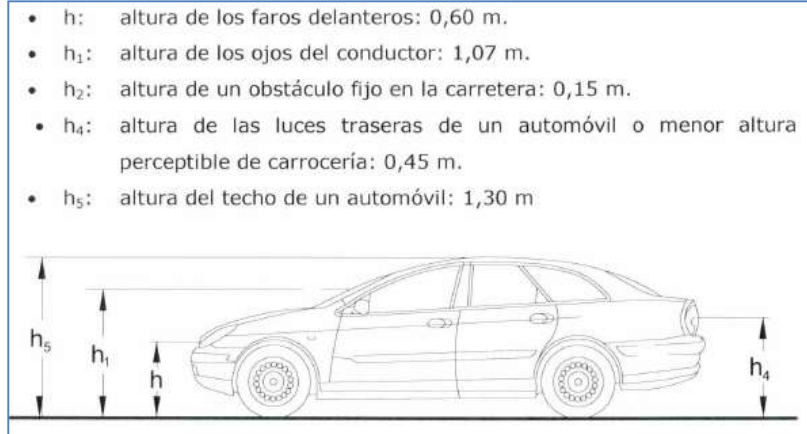 • h: altura de los faros delanteros: 0,60 m.
• h₁: altura de los ojos del conductor: 1,07 m.
• h₂: altura de un obstáculo fijo en la carretera: 0,15 m.
• h₄: altura de las luces traseras de un automóvil o menor altura
perceptible de carrocería: 0,45 m.
• h₅: altura del techo de un automóvil: 1,30 m
h₅
h₁
h
h₄